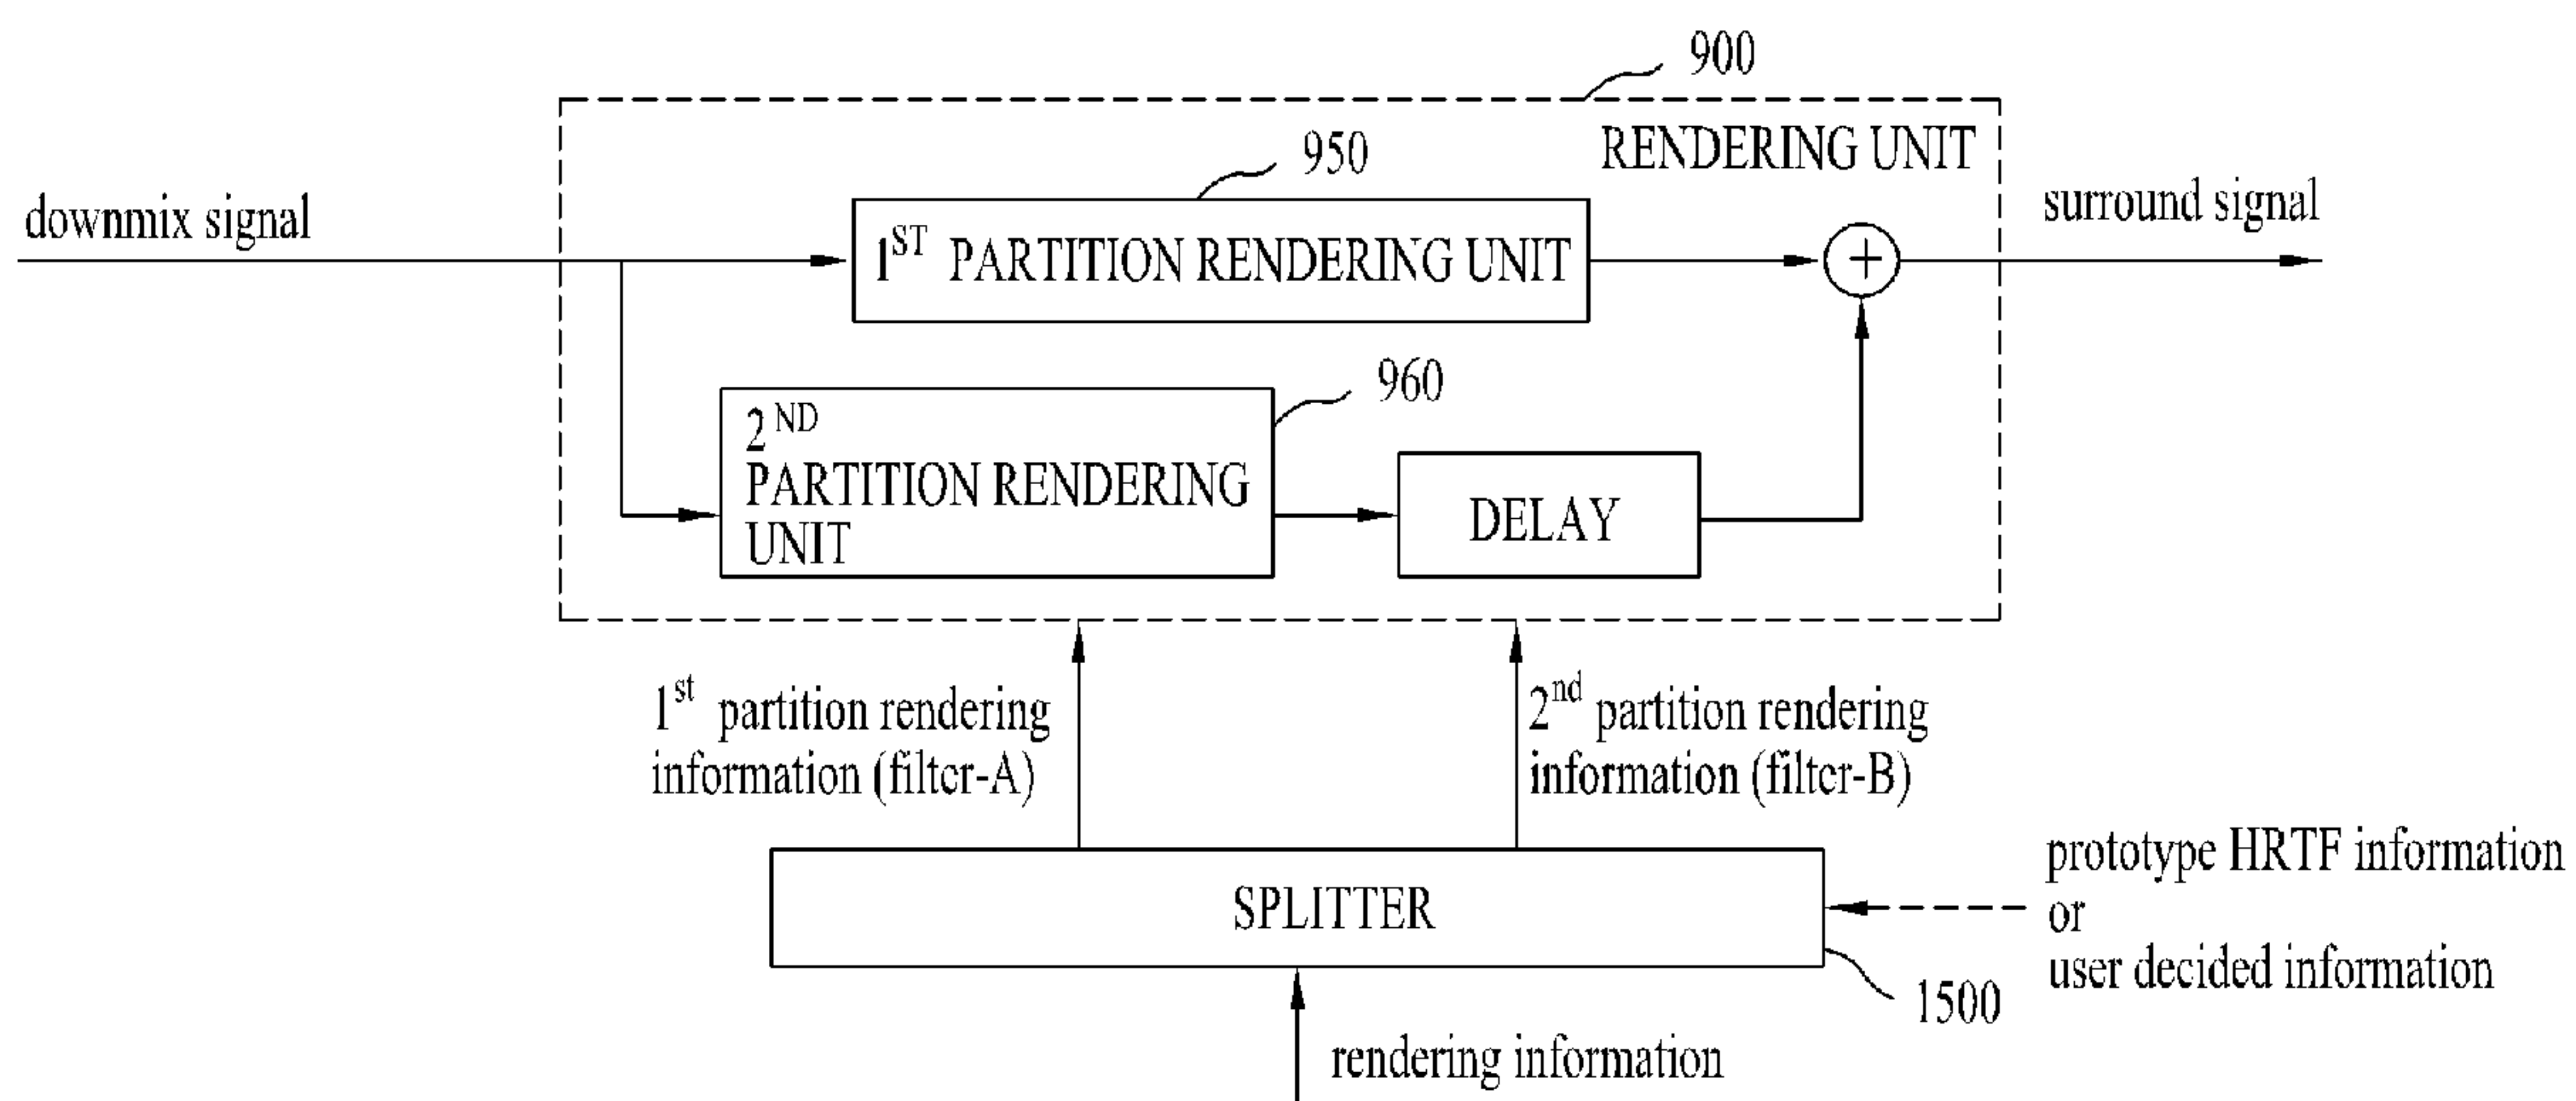 900
RENDERING UNIT
950
downmix signal
surround signal
1ST PARTITION RENDERING UNIT
+
960
2ND
PARTITION RENDERING
UNIT
DELAY
1st partition rendering
information (filter-A)
2nd partition rendering
information (filter-B)
prototype HRTF information
or
user decided information
SPLITTER
1500
rendering information